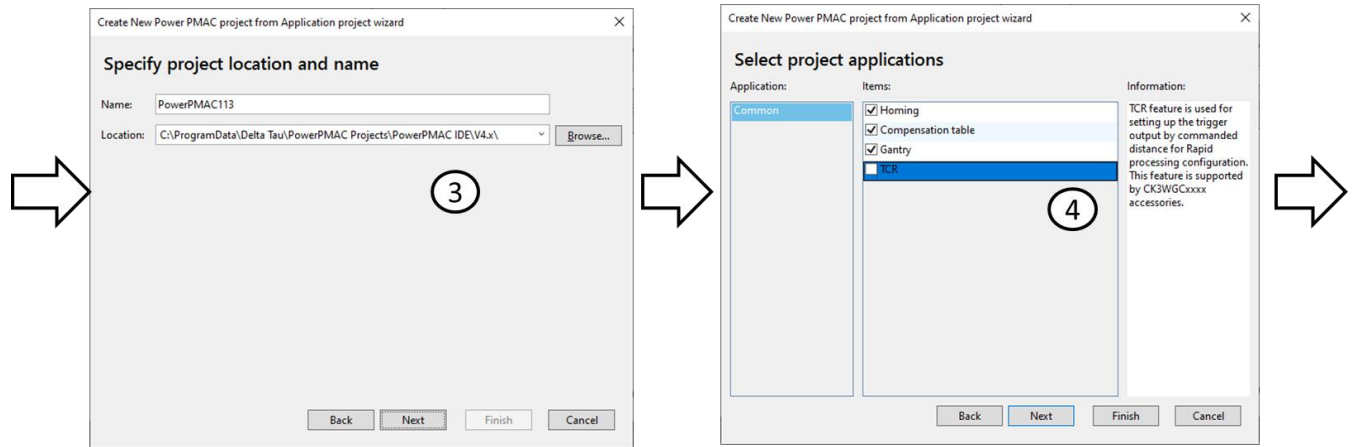 Create New Power PMAC project from Application project wizard
Specify project location and name
Name: PowerPMAC113
Location: C:\ProgramData\Delta Tau\PowerPMAC Projects\PowerPMAC IDE\V4.x\ Browse...
3
Back Next Finish Cancel
Create New Power PMAC project from Application project wizard
Select project applications
Application: Items: Information:
Common
Homing
Compensation table
Gantry
TCR
4
TCR feature is used for
setting up the trigger
output by commanded
distance for Rapid
processing configuration.
This feature is supported
by CK3WGCxxxx
accessories.
Back Next Finish Cancel